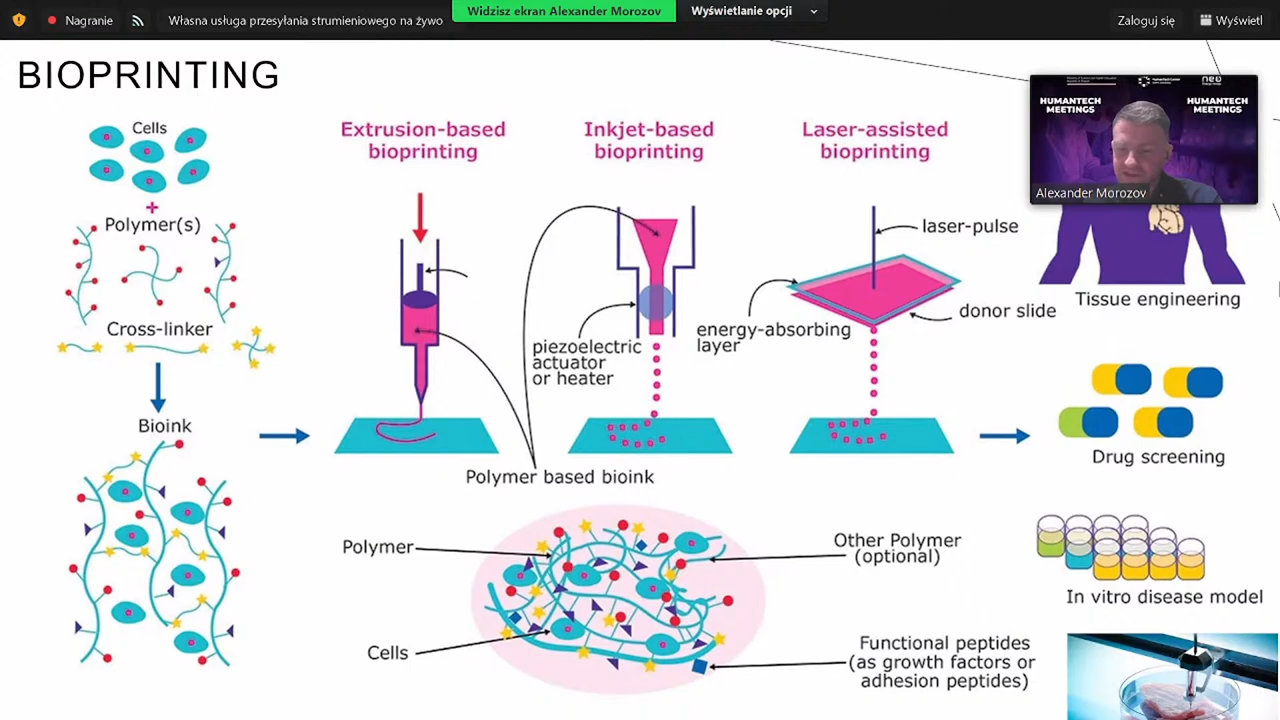 Nagranie
Własna usługa przesyłania strumieniowego na żywo
Widzisz ekran Alexander Morozov
Wyświetlanie opcji
Zaloguj się
Wyświetl
BIOPRINTING
HUMANTECH
MEETINGS
HUMANTECH
MEETINGS
Alexander Morozov
Cells
+
Polymer(s)
Cross-linker
Bioink
Extrusion-based
bioprinting
Inkjet-based
bioprinting
Laser-assisted
bioprinting
laser-pulse
donor slide
energy-absorbing
layer
piezoelectric
actuator
or heater
Polymer based bioink
Tissue engineering
Drug screening
In vitro disease model
Polymer
Cells
Other Polymer
(optional)
Functional peptides
(as growth factors or
adhesion peptides)